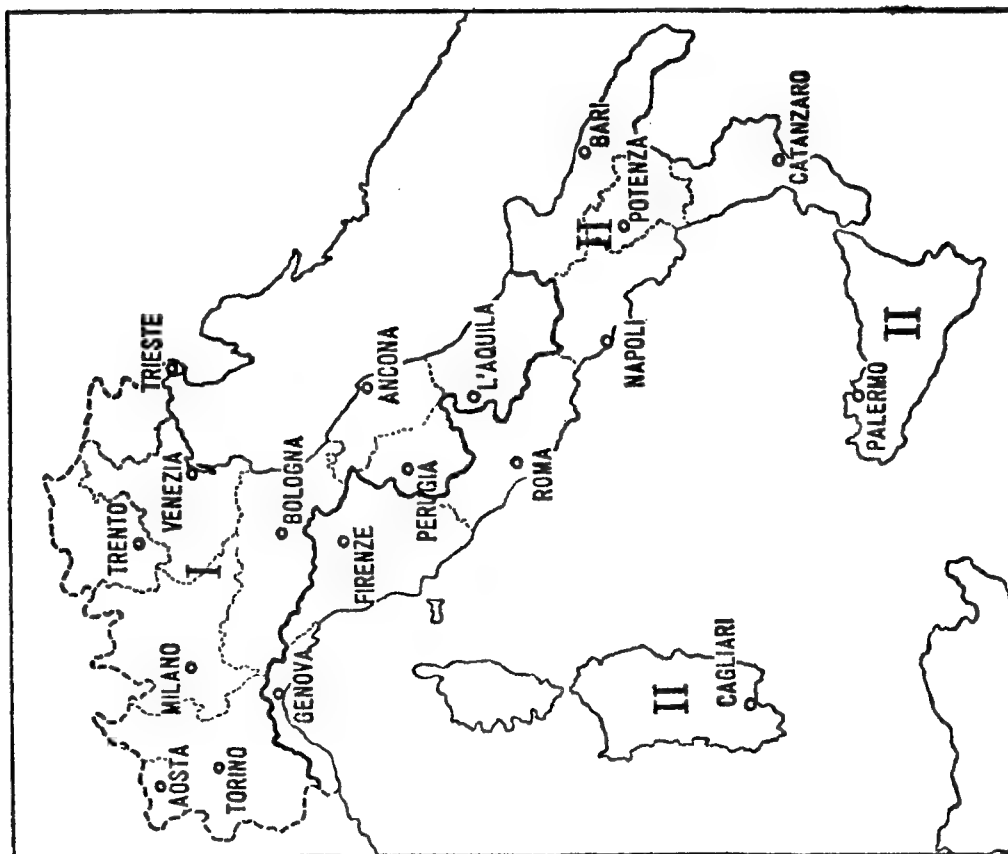 TRIESTE
TRENTO
VENEZIA
I
MILANO
AOSTA
TORINO
BOLOGNA
GENOVA
FIRENZE
ANCONA
PERUGIA
L'AQUILA
ROMA
BARI
II
POTENZA
NAPOLI
CATANZARO
II
CAGLIARI
PALERMO
II